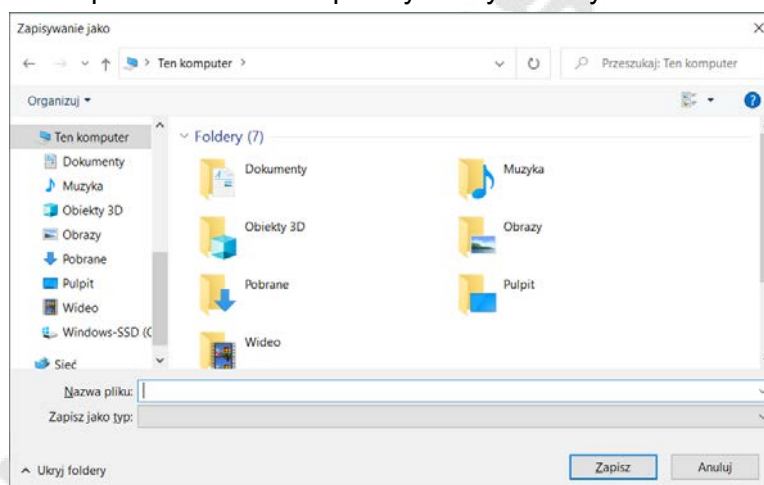 Zapisywanie jako
Ten komputer
Przeszukaj: Ten komputer
Organizuj
Ten komputer
Dokumenty
Muzyka
Obiekty 3D
Obrazy
Pobrane
Pulpit
Wideo
Windows-SSD (C
Sieć
Foldery (7)
Dokumenty
Muzyka
Obiekty 3D
Obrazy
Pobrane
Pulpit
Wideo
Nazwa pliku:
Zapisz jako typ:
Ukryj foldery
Zapisz
Anuluj